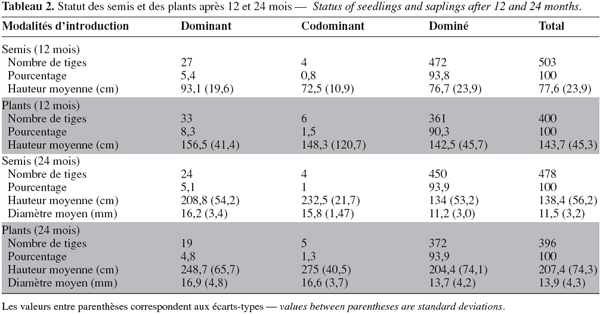 Tableau 2. Statut des semis et des plants après 12 et 24 mois — Status of seedlings and saplings after 12 and 24 months.
Modalités d'introduction Dominant Codominant Dominé Total
Semis (12 mois)
Nombre de tiges 27 4 472 503
Pourcentage 5,4 0,8 93,8 100
Hauteur moyenne (cm) 93,1 (19,6) 72,5 (10,9) 76,7 (23,9) 77,6 (23,9)
Plants (12 mois)
Nombre de tiges 33 6 361 400
Pourcentage 8,3 1,5 90,3 100
Hauteur moyenne (cm) 156,5 (41,4) 148,3 (120,7) 142,5 (45,7) 143,7 (45,3)
Semis (24 mois)
Nombre de tiges 24 4 450 478
Pourcentage 5,1 1 93,9 100
Hauteur moyenne (cm) 208,8 (54,2) 232,5 (21,7) 134 (53,2) 138,4 (56,2)
Diamètre moyen (mm) 16,2 (3,4) 15,8 (1,47) 11,2 (3,0) 11,5 (3,2)
Plants (24 mois)
Nombre de tiges 19 5 372 396
Pourcentage 4,8 1,3 93,9 100
Hauteur moyenne (cm) 248,7 (65,7) 275 (40,5) 204,4 (74,1) 207,4 (74,3)
Diamètre moyen (mm) 16,9 (4,8) 16,6 (3,7) 13,7 (4,2) 13,9 (4,3)
Les valeurs entre parenthèses correspondent aux écarts-types — values between parentheses are standard deviations.